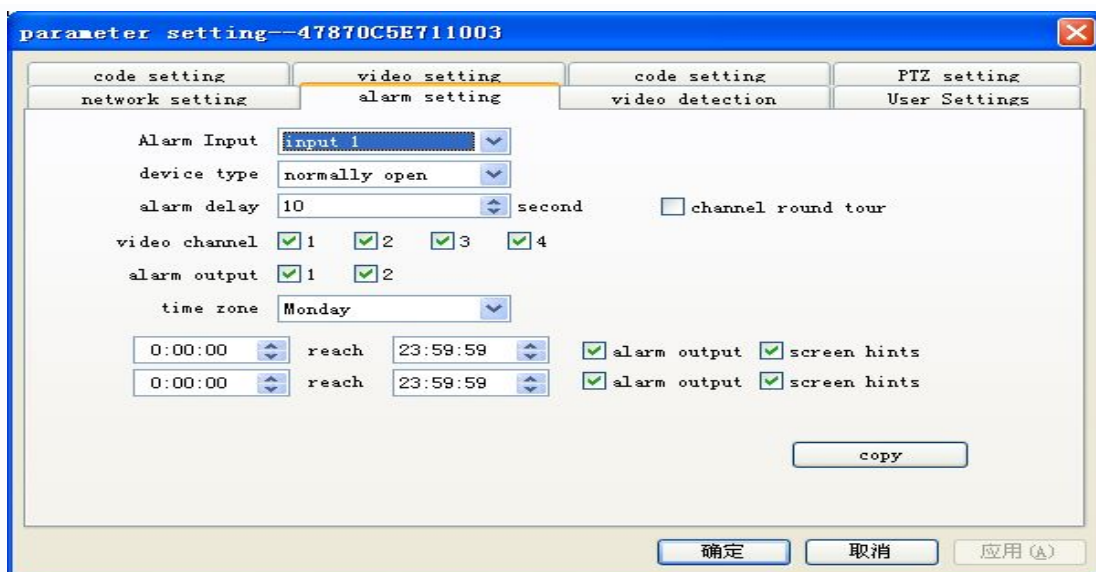 parameter setting--47870C5E711003
code setting video setting code setting PTZ setting
network setting alarm setting video detection User Settings
Alarm Input input 1
device type normally open
alarm delay 10 second channel round tour
video channel 1 2 3 4
alarm output 1 2
time zone Monday
0:00:00 reach 23:59:59 alarm output screen hints
0:00:00 reach 23:59:59 alarm output screen hints
copy
确定 取消 应用(A)